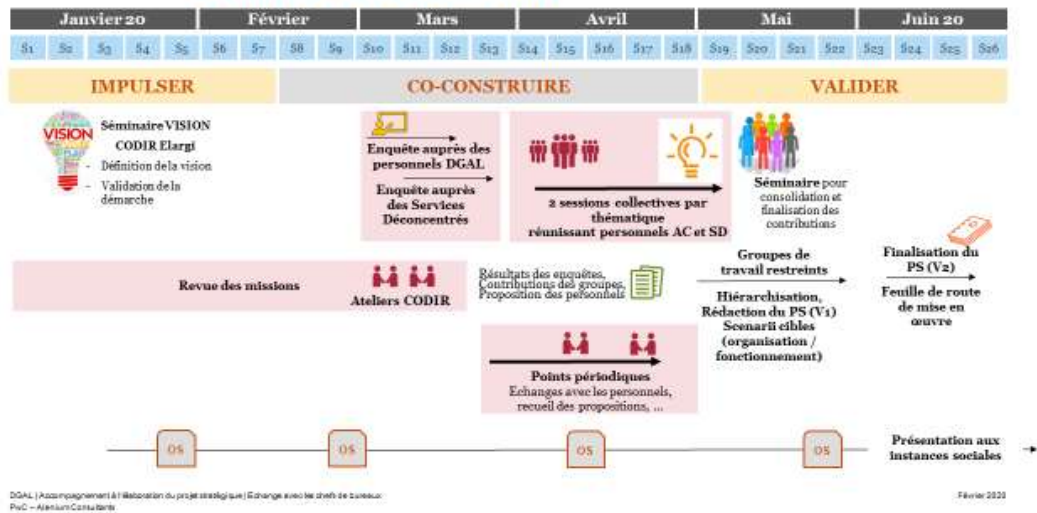 Janvier 20 Février Mars Avril Mai Juin 20
S1 S2 S3 S4 S5 S6 S7 S8 S9 S10 S11 S12 S13 S14 S15 S16 S17 S18 S19 S20 S21 S22 S23 S24 S25 S26
IMPULSER CO-CONSTRUIRE VALIDER
VISION
Séminaire VISION
CODIR Elargi
- Définition de la vision
- Validation de la
démarche
Enquête auprès des
personnels DGAL
Enquête auprès
des Services
Déconcentrés
2 sessions collectives par
thématique
réunissant personnels AC et SD
Séminaire pour
consolidation et
finalisation des
contributions
Revue des missions
Ateliers CODIR
Résultats des enquêtes,
Contributions des groupes,
Proposition des personnels
Groupes de
travail restreints
Hiérarchisation,
Rédaction du PS (V1)
Scenarii cibles
(organisation /
fonctionnement)
Finalisation du
PS (V2)
Feuille de route
de mise en
œuvre
Points périodiques
Echanges avec les personnels,
recueil des propositions, ...
OS OS OS OS
Présentation aux
instances sociales
DGAL | Accompagnement à l'élaboration du projet stratégique | Echange avec les chefs de bureaux
PwC – Alenium Consultants
Février 2020